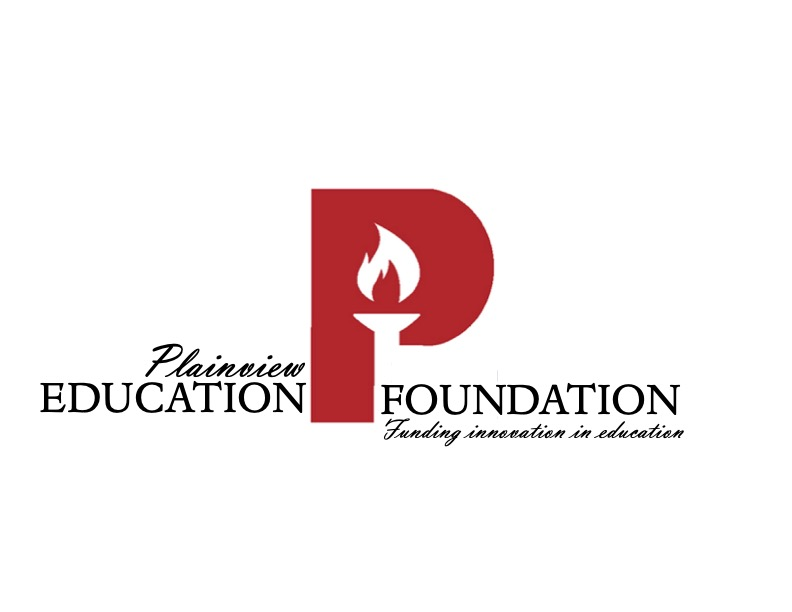 P
Plainview
EDUCATION
FOUNDATION
Funding innovation in education